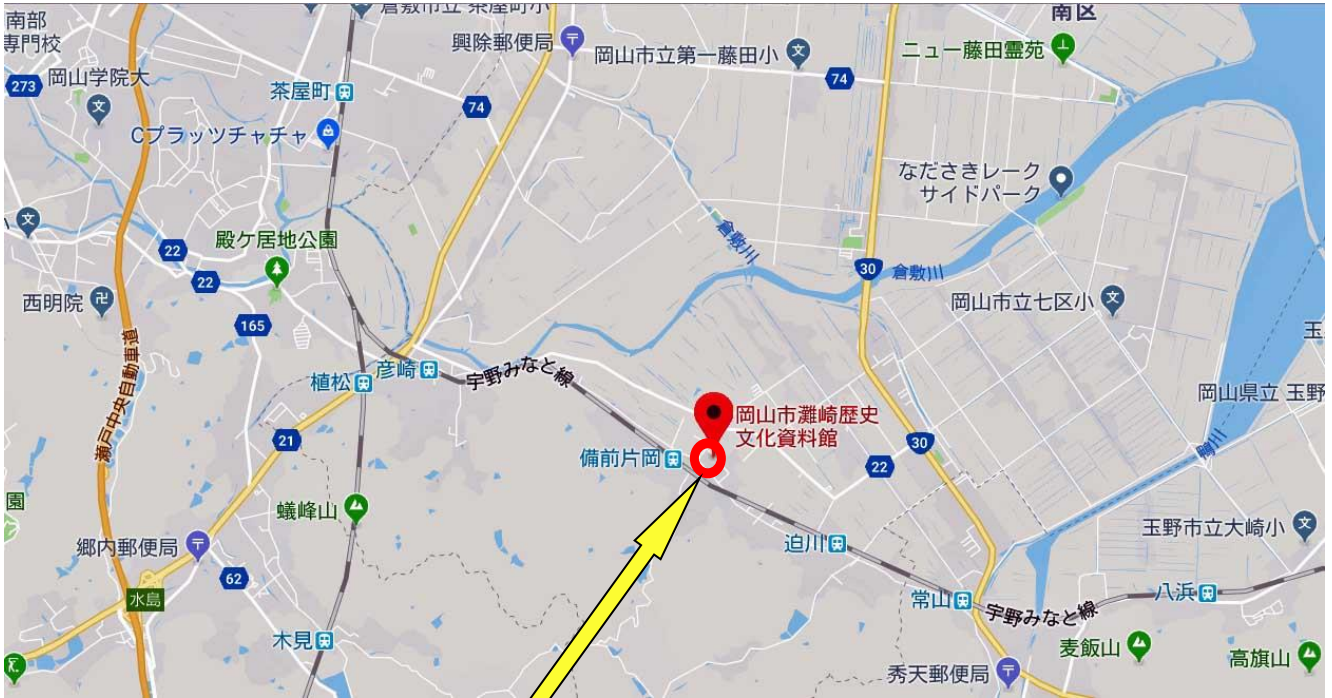 倉敷市立 茶屋町小
南区
南部
専門校
興除郵便局
岡山市立第一藤田小
ニュー藤田霊苑
273
岡山学院大
茶屋町
74
74
Cプラッツチャチャ
なださきレーク
サイドパーク
倉敷川
22
殿ケ居地公園
22
30
倉敷川
西明院
165
岡山市立七区小
瀬戸中央自動車道
植松
彦崎
宇野みなと線
岡山県立 玉野
岡山市灘崎歴史
文化資料館
21
備前片岡
30
22
鴨川
園
蟻峰山
郷内郵便局
迫川
玉野市立大崎小
62
水島
常山
宇野みなと線
八浜
木見
麦飯山
高旗山
秀天郵便局